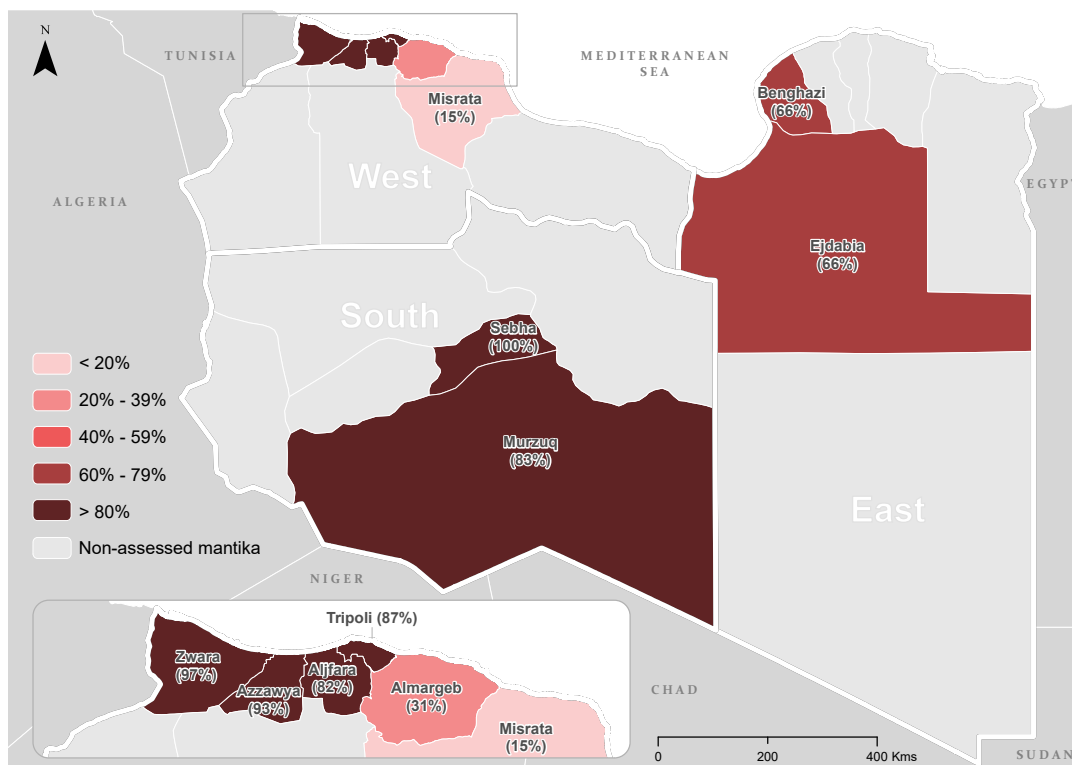 N
TUNISIA
MEDITERRANEAN
SEA
Misrata
(15%)
Benghazi
(66%)
West
ALGERIA
EGYPT
Ejdabia
(66%)
South
Sebha
(100%)
< 20%
20% - 39%
40% - 59%
60% - 79%
> 80%
Non-assessed mantika
Murzuq
(83%)
East
NIGER
Tripoli (87%)
Zwara
(97%)
Azzawya
(93%)
Aljfara
(82%)
Almargeb
(31%)
Misrata
(15%)
CHAD
0
200
400 Kms
SUDAN